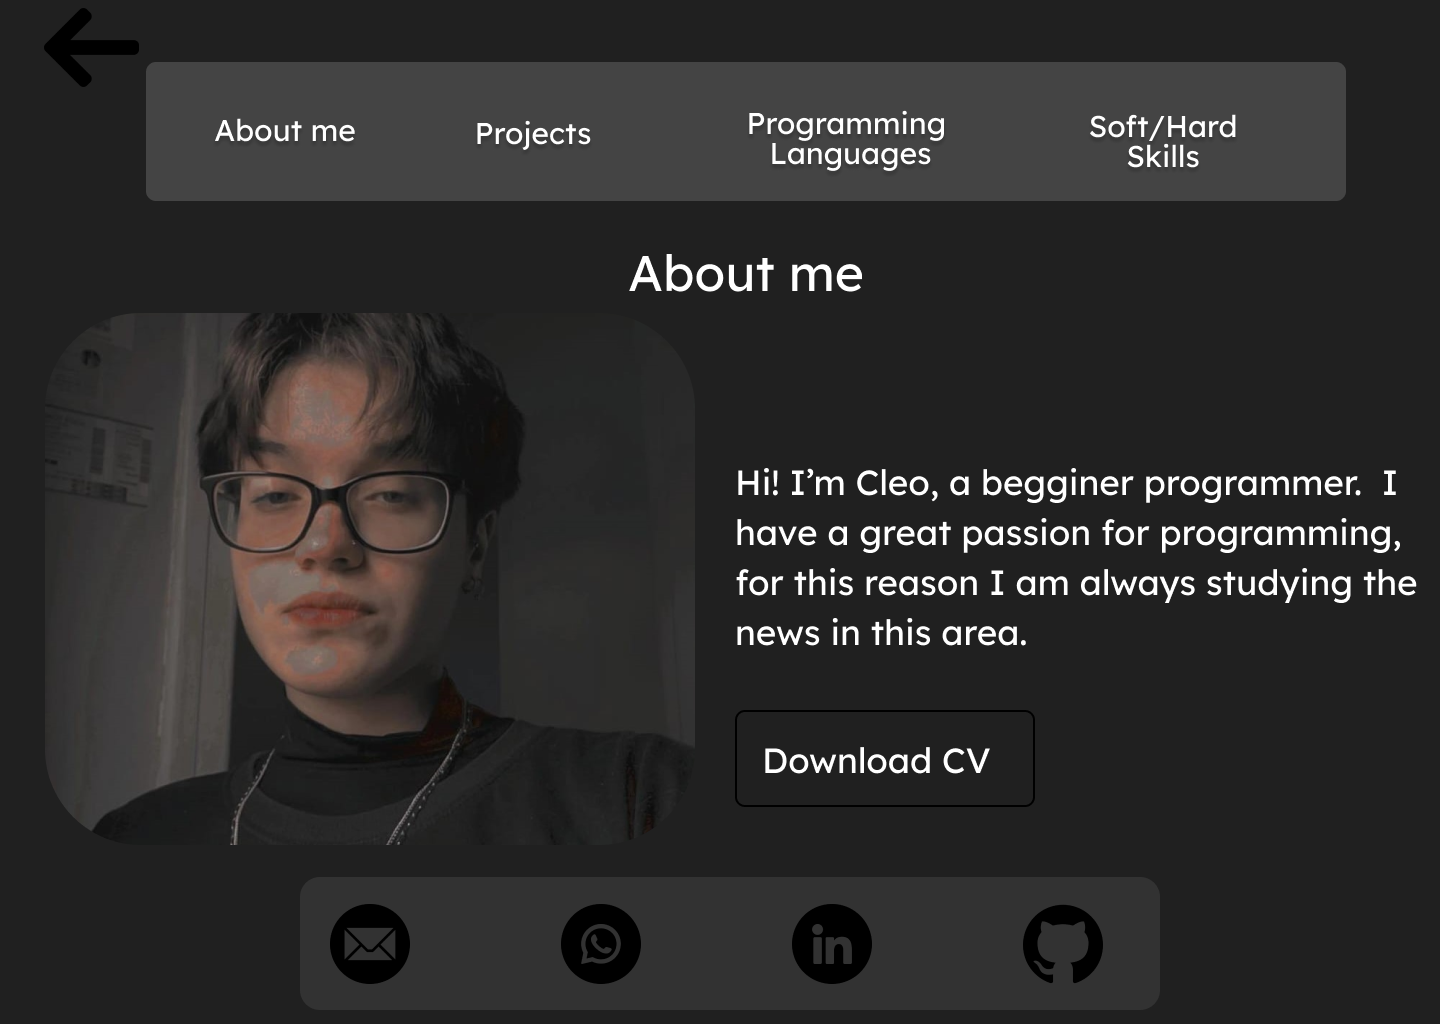 About me
Projects
Programming
Languages
Soft/Hard
Skills
About me
Hi! I’m Cleo, a begginer programmer.  I
have a great passion for programming,
for this reason I am always studying the
news in this area.
Download CV
in